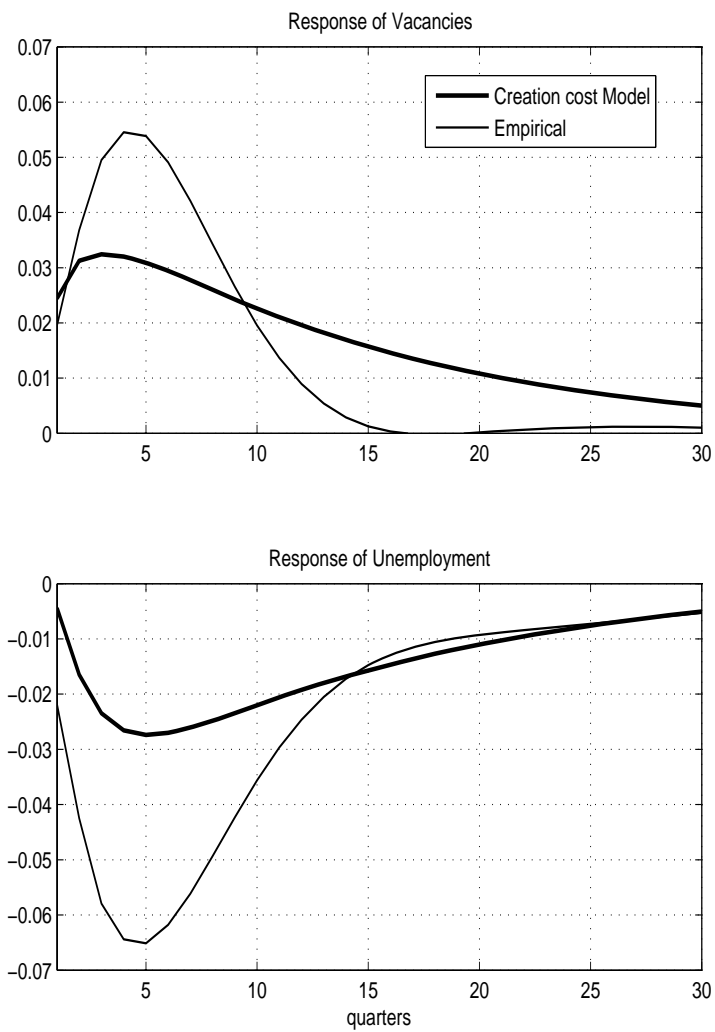 Response of Vacancies
0.07
0.06
0.05
0.04
0.03
0.02
0.01
0
Creation cost Model
Empirical
5 10 15 20 25 30
Response of Unemployment
0
−0.01
−0.02
−0.03
−0.04
−0.05
−0.06
−0.07
5 10 15 20 25 30
quarters